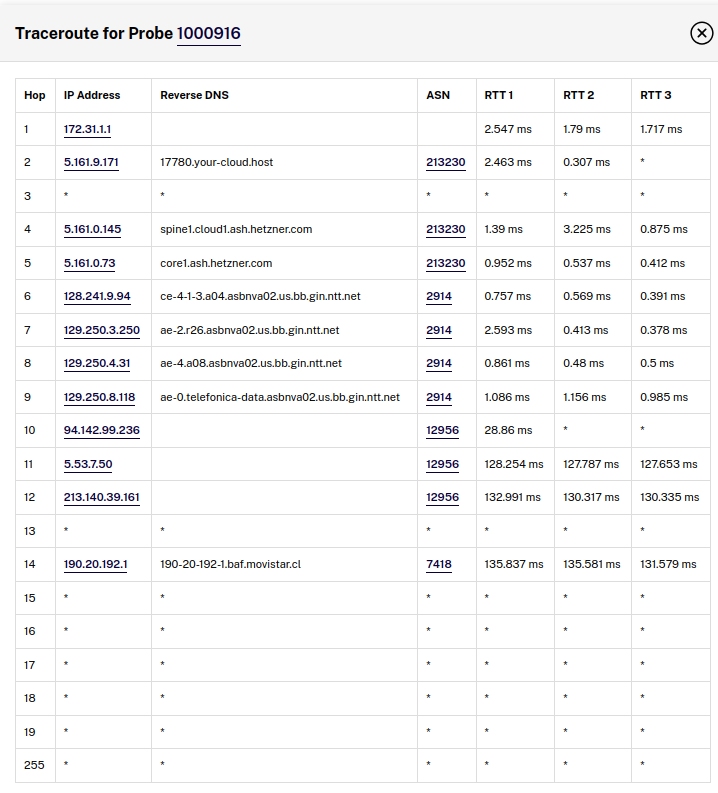 Traceroute for Probe 1000916
Hop IP Address Reverse DNS ASN RTT 1 RTT 2 RTT 3
1 172.31.1.1 2.547 ms 1.79 ms 1.717 ms
2 5.161.9.171 17780.your-cloud.host 213230 2.463 ms 0.307 ms *
3 * * * * * *
4 5.161.0.145 spine1.cloud1.ash.hetzner.com 213230 1.39 ms 3.225 ms 0.875 ms
5 5.161.0.73 core1.ash.hetzner.com 213230 0.952 ms 0.537 ms 0.412 ms
6 128.241.9.94 ce-4-1-3.a04.asbnva02.us.bb.gin.ntt.net 2914 0.757 ms 0.569 ms 0.391 ms
7 129.250.3.250 ae-2.r26.asbnva02.us.bb.gin.ntt.net 2914 2.593 ms 0.413 ms 0.378 ms
8 129.250.4.31 ae-4.a08.asbnva02.us.bb.gin.ntt.net 2914 0.861 ms 0.48 ms 0.5 ms
9 129.250.8.118 ae-0.telefonica-data.asbnva02.us.bb.gin.ntt.net 2914 1.086 ms 1.156 ms 0.985 ms
10 94.142.99.236 12956 28.86 ms * *
11 5.53.7.50 12956 128.254 ms 127.787 ms 127.653 ms
12 213.140.39.161 12956 132.991 ms 130.317 ms 130.335 ms
13 * * * * * *
14 190.20.192.1 190-20-192-1.baf.movistar.cl 7418 135.837 ms 135.581 ms 131.579 ms
15 * * * * * *
16 * * * * * *
17 * * * * * *
18 * * * * * *
19 * * * * * *
255 * * * * * *